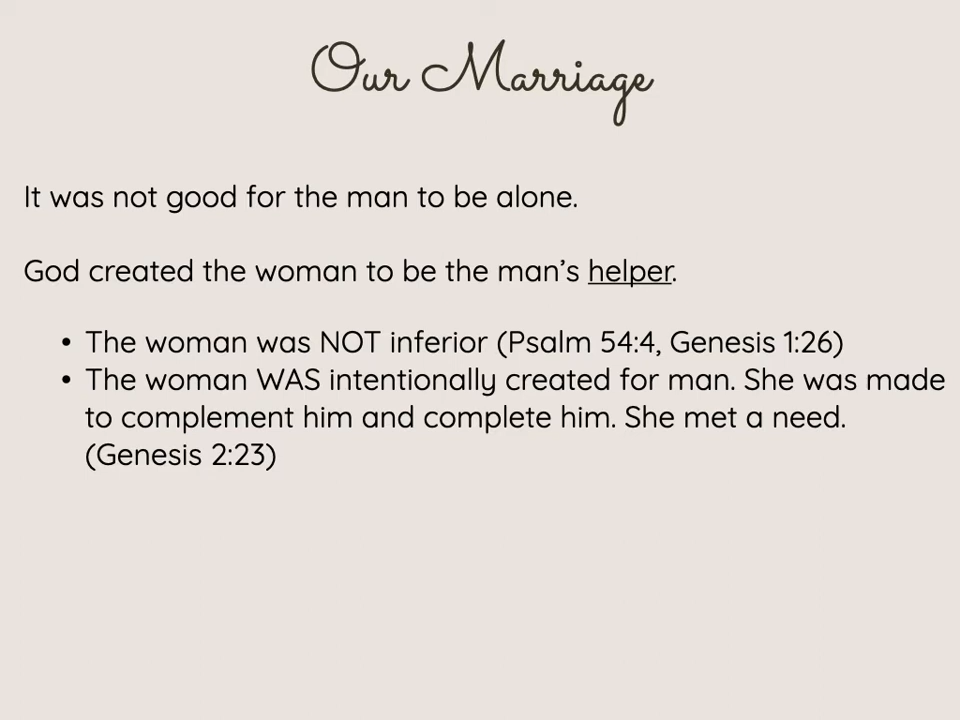 Our Marriage
It was not good for the man to be alone.
God created the woman to be the man’s helper.
• The woman was NOT inferior (Psalm 54:4, Genesis 1:26)
• The woman WAS intentionally created for man. She was made
to complement him and complete him. She met a need.
(Genesis 2:23)